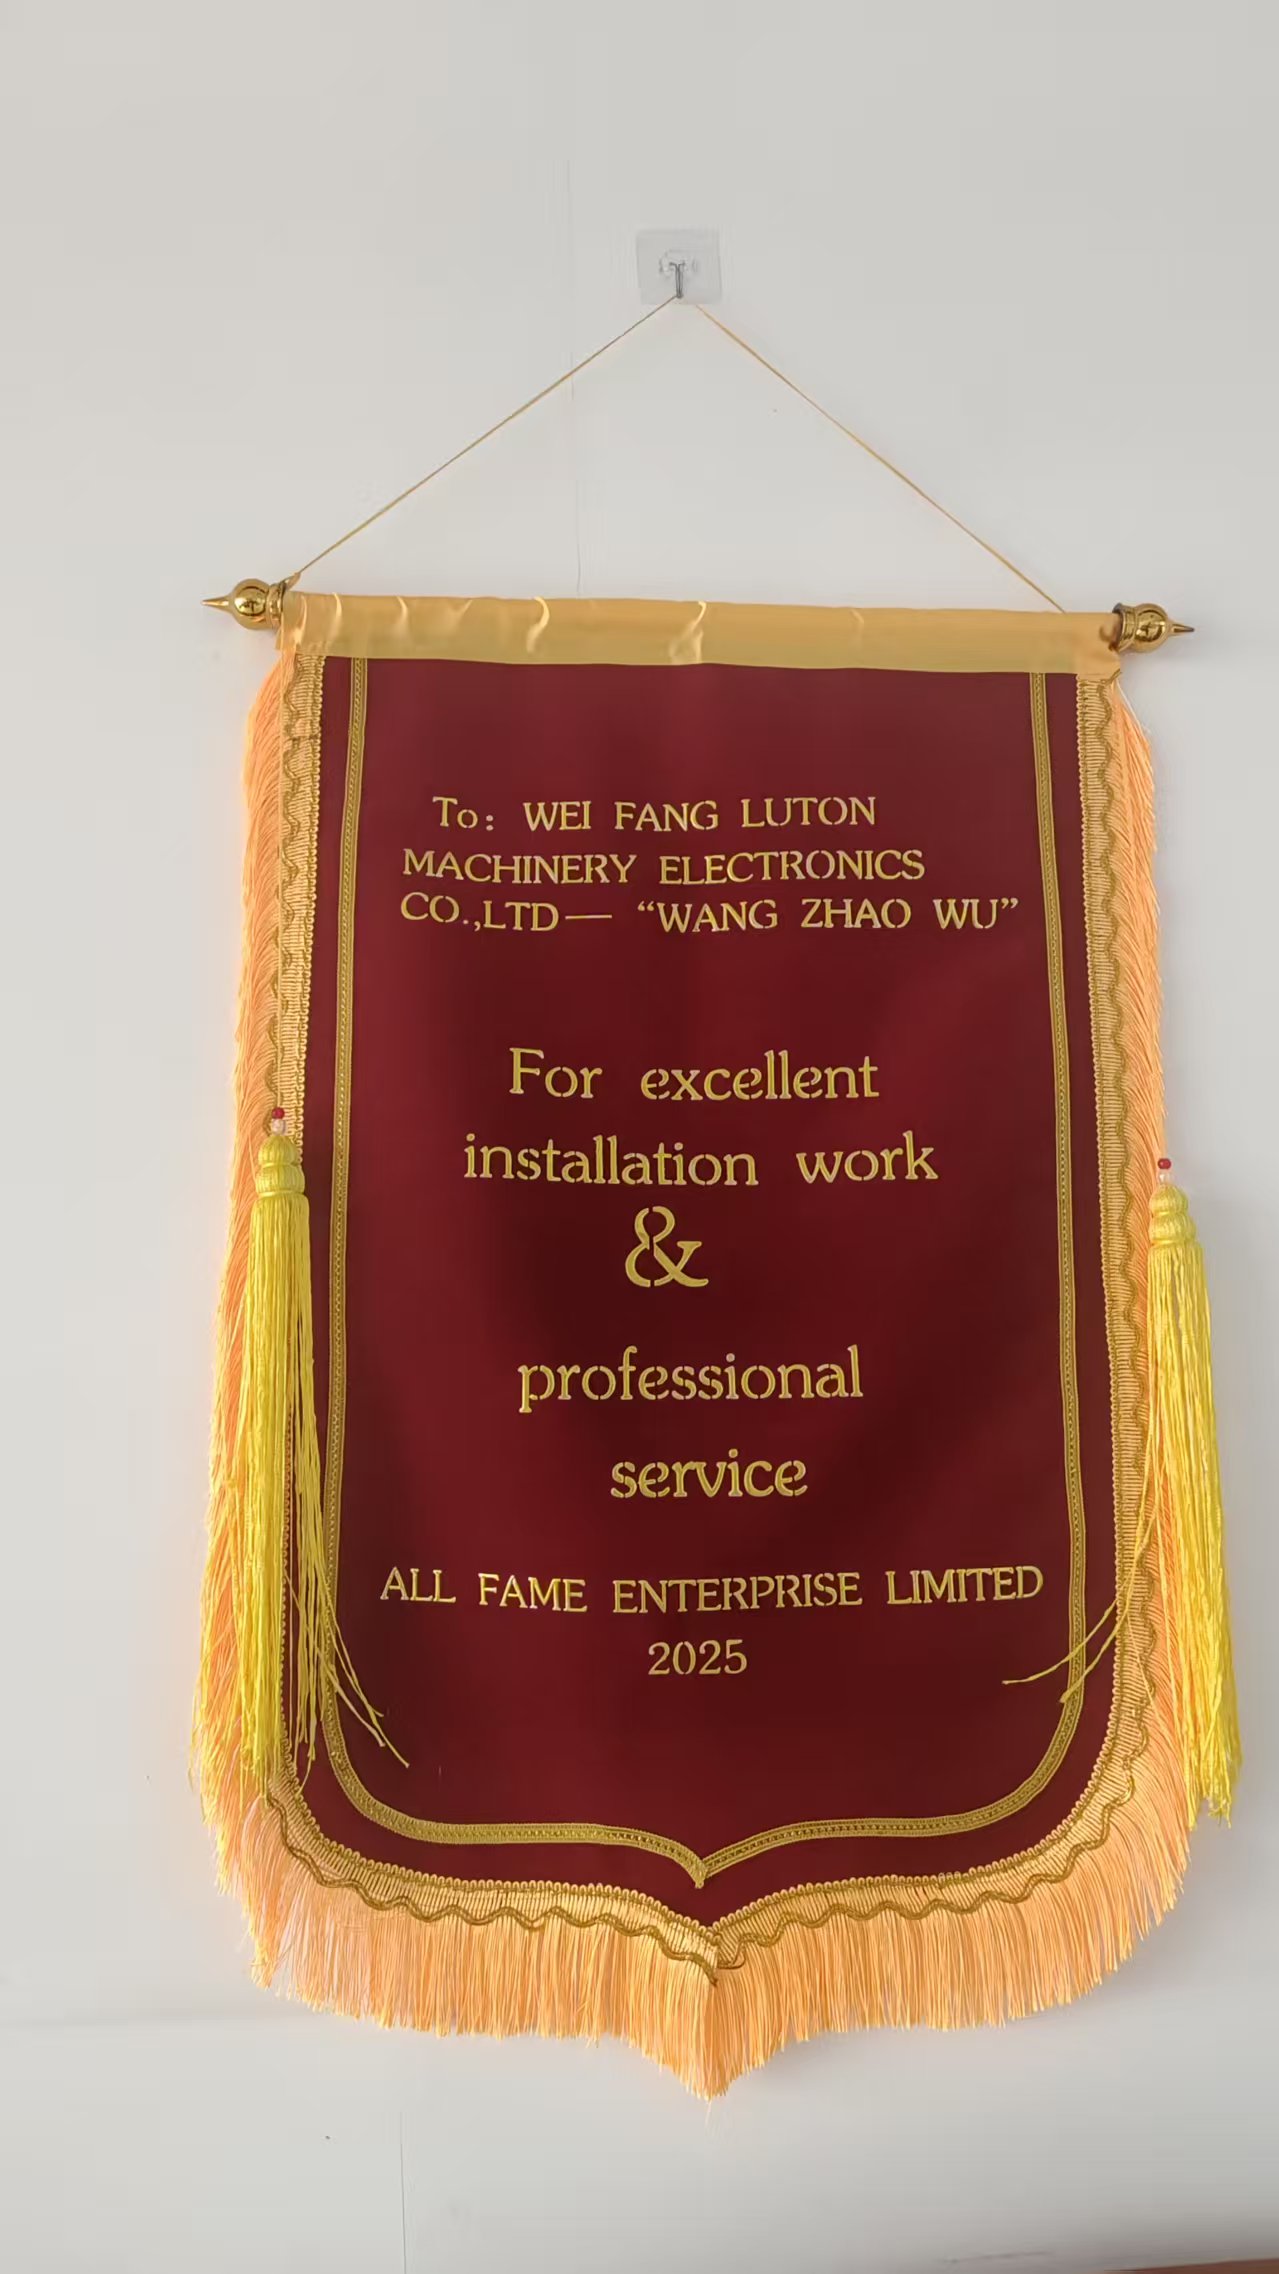 To: WEI FANG LUTON
MACHINERY ELECTRONICS
CO.,LTD— “WANG ZHAO WU”
For excellent
installation work
&
professional
service
ALL FAME ENTERPRISE LIMITED
2025